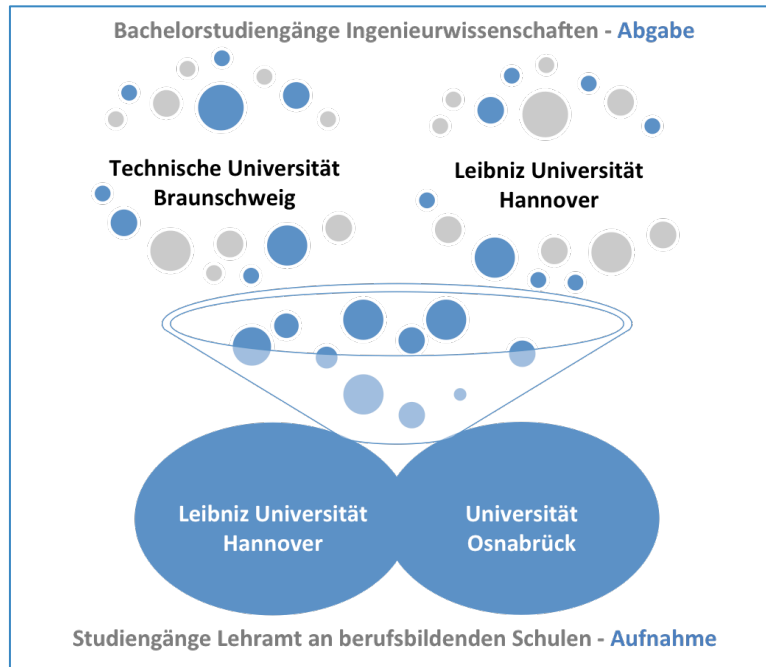 Bachelorstudiengänge Ingenieurwissenschaften - Abgabe
Technische Universität
Braunschweig
Leibniz Universität
Hannover
Leibniz Universität
Hannover
Universität
Osnabrück
Studiengänge Lehramt an berufsbildenden Schulen - Aufnahme